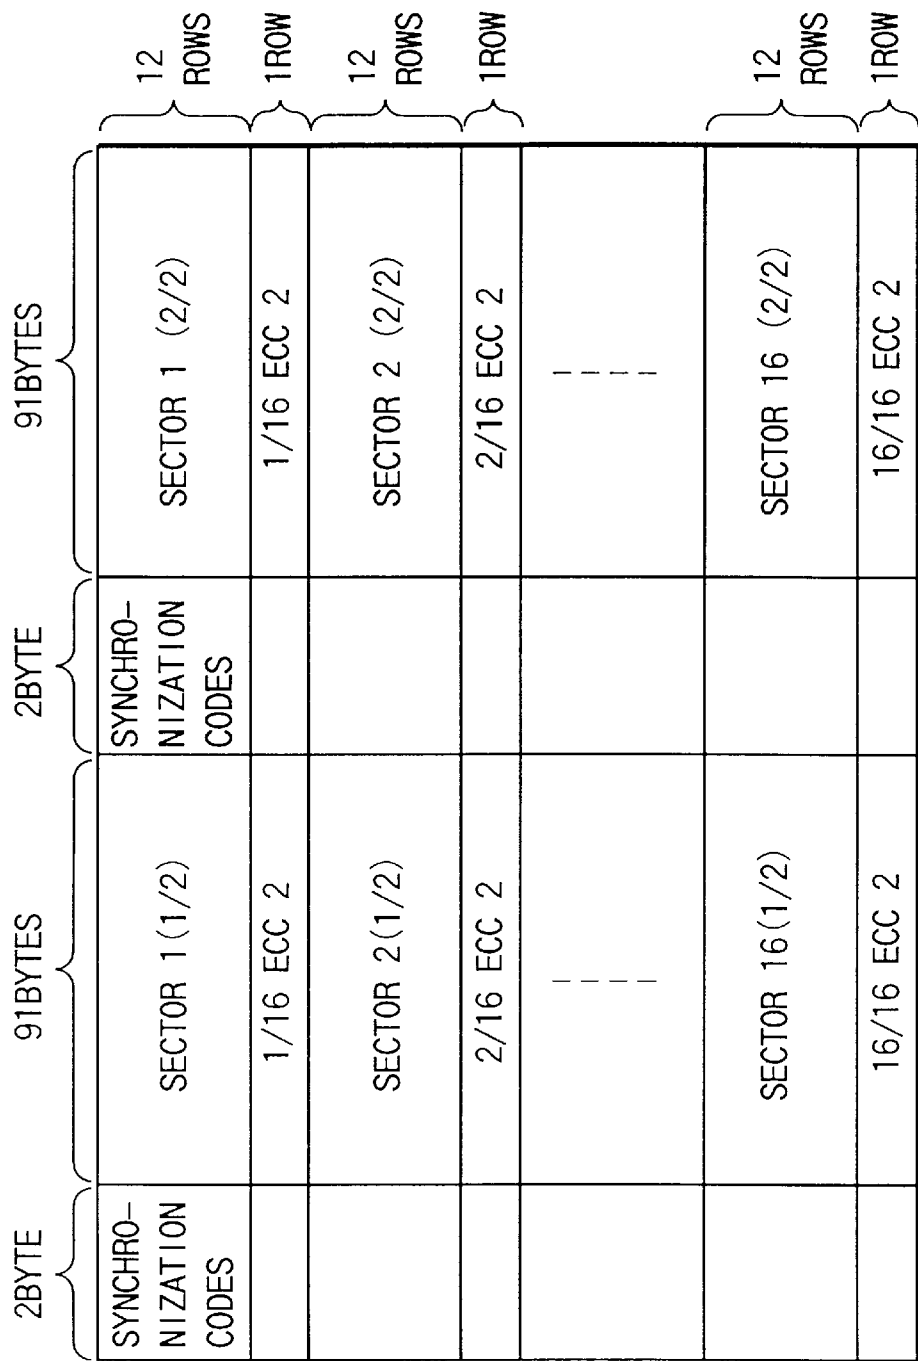 2BYTE
91BYTES
2BYTE
91BYTES
SYNCHRO-
NIZATION
CODES
SECTOR 1(1/2)
SYNCHRO-
NIZATION
CODES
SECTOR 1 (2/2)
12
ROWS
1/16 ECC 2
1/16 ECC 2
1ROW
SECTOR 2(1/2)
SECTOR 2 (2/2)
12
ROWS
2/16 ECC 2
2/16 ECC 2
1ROW
SECTOR 16(1/2)
SECTOR 16 (2/2)
12
ROWS
16/16 ECC 2
16/16 ECC 2
1ROW